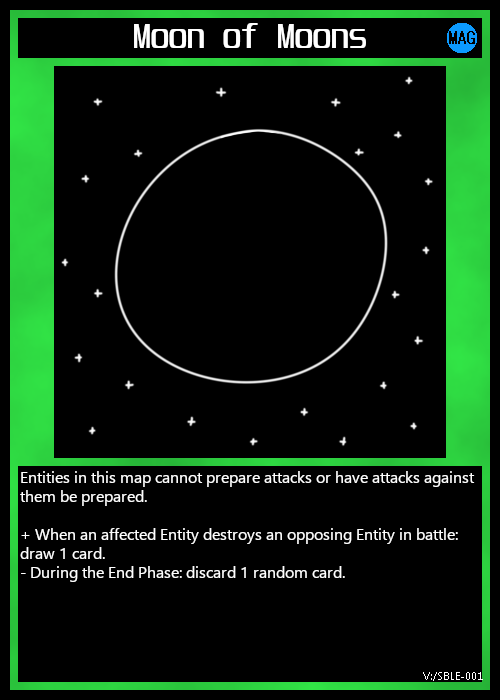 Moon of Moons
MAG
Entities in this map cannot prepare attacks or have attacks against
them be prepared.
+ When an affected Entity destroys an opposing Entity in battle:
draw 1 card.
- During the End Phase: discard 1 random card.
V:/SBLE-001